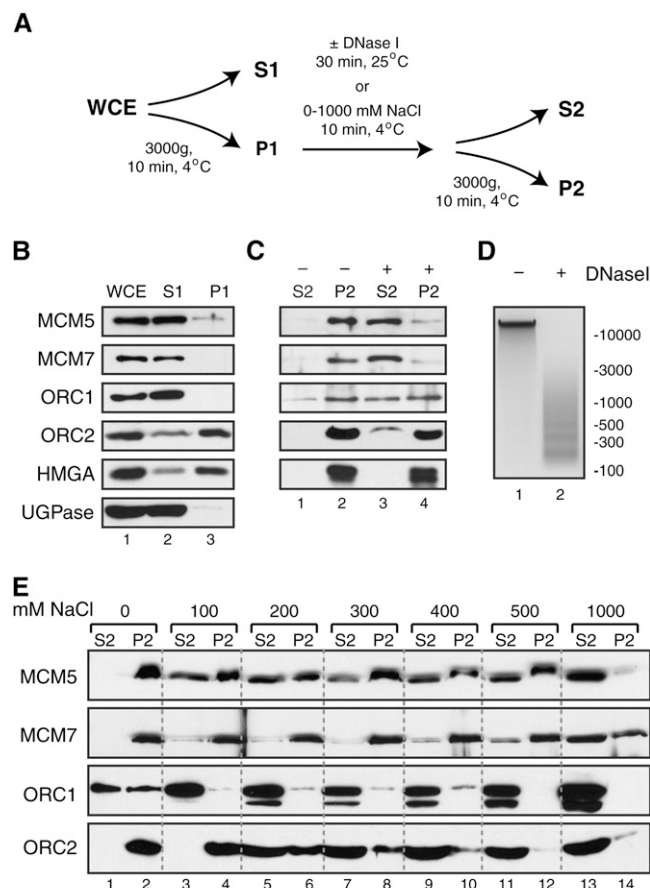 A
± DNase I
30 min, 25°C
or
0-1000 mM NaCl
10 min, 4°C
S1
WCE
P1
3000g,
10 min, 4°C
S2
P2
3000g,
10 min, 4°C
B
WCE S1 P1
MCM5
MCM7
ORC1
ORC2
HMGA
UGPase
1 2 3
C
– – + +
S2 P2 S2 P2
1 2 3 4
D
– + DNaseI
-10000
-3000
-1000
-500
-300
-100
1 2
E
mM NaCl 0 100 200 300 400 500 1000
S2 P2 S2 P2 S2 P2 S2 P2 S2 P2 S2 P2 S2 P2
MCM5
MCM7
ORC1
ORC2
1 2 3 4 5 6 7 8 9 10 11 12 13 14